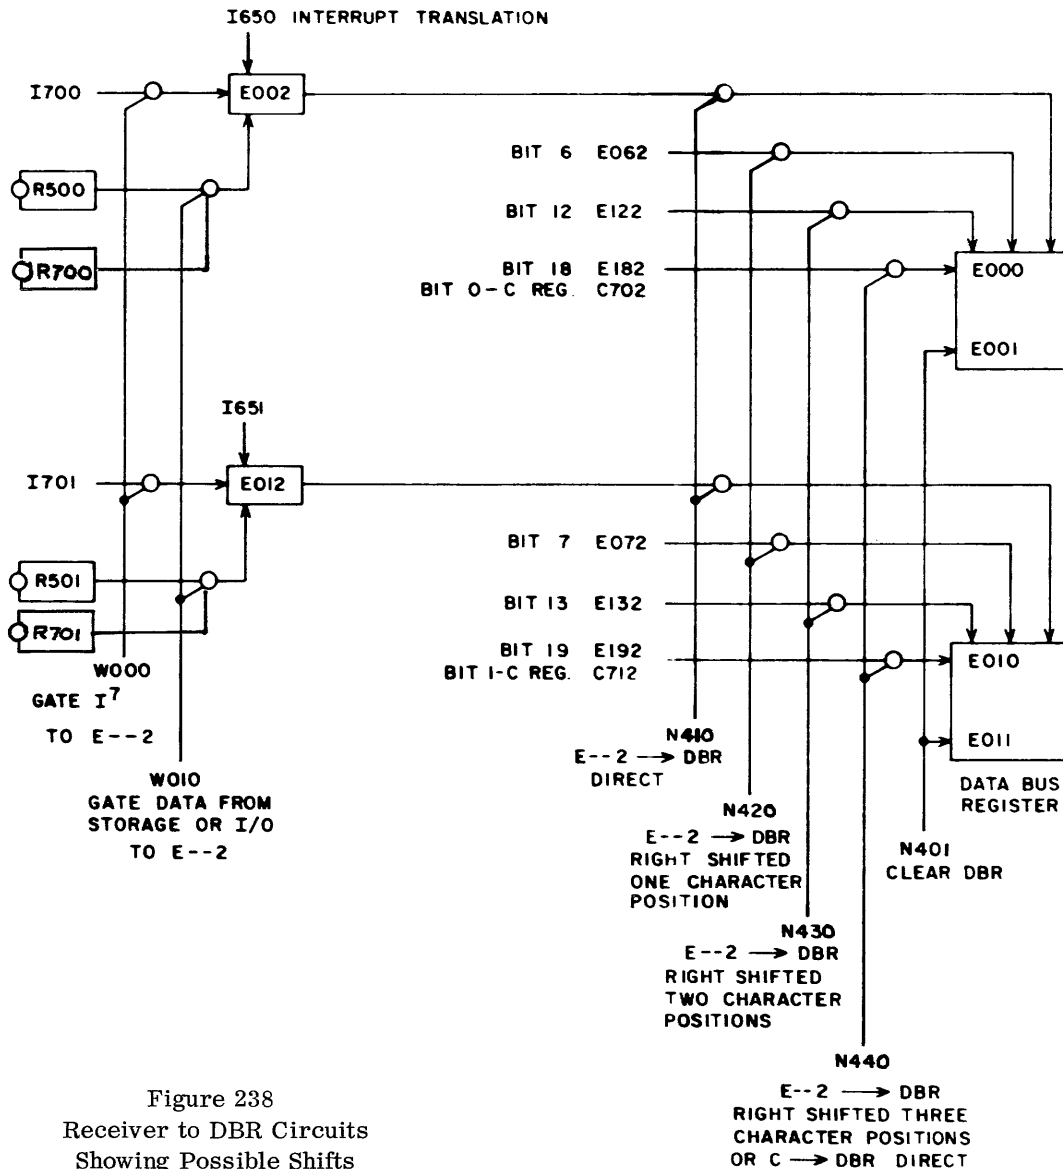 I650 INTERRUPT TRANSLATION
I700
E002
BIT 6 E062
R500
BIT 12 E122
R700
BIT 18 E182
BIT 0-C REG. C702
E000
E001
I651
I701
E012
BIT 7 E072
R501
BIT 13 E132
R701
BIT 19 E192
BIT 1-C REG. C712
E010
E011
W000
GATE I7
TO E--2
W010
GATE DATA FROM
STORAGE OR I/O
TO E--2
N410
E--2 → DBR
DIRECT
DATA BUS
REGISTER
N420
E--2 → DBR
RIGHT SHIFTED
ONE CHARACTER
POSITION
N401
CLEAR DBR
N430
E--2 → DBR
RIGHT SHIFTED
TWO CHARACTER
POSITIONS
N440
E--2 → DBR
RIGHT SHIFTED THREE
CHARACTER POSITIONS
OR C → DBR DIRECT
Figure 238
Receiver to DBR Circuits
Showing Possible Shifts